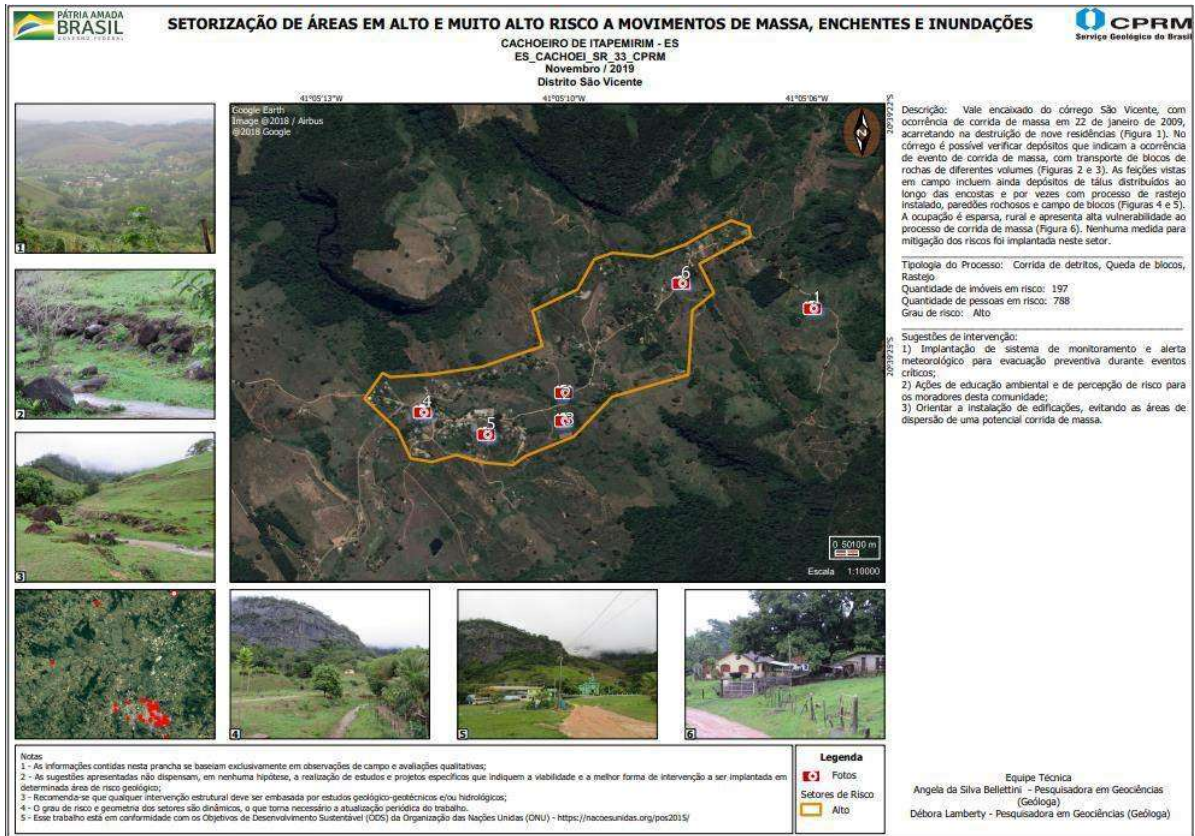 PÁTRIA AMADA
BRASIL
GOVERNO FEDERAL
SETORIZAÇÃO DE ÁREAS EM ALTO E MUITO ALTO RISCO A MOVIMENTOS DE MASSA, ENCHENTES E INUNDAÇÕES
CACHOEIRO DE ITAPEMIRIM - ES
ES_CACHOEI_SR_33_CPRM
Novembro / 2019
Distrito São Vicente
CPRM
Serviço Geológico do Brasil
41°05'13"W
41°05'10"W
41°05'06"W
20°39'22"S
20°39'25"S
Google Earth
Image @2018 / Airbus
@2018 Google
1
2
3
4
5
6
1
6
4
5
3
0 50100 m
Escala 1:10000
Descrição: Vale encaixado do córrego São Vicente, com
ocorrência de corrida de massa em 22 de janeiro de 2009,
acarretando na destruição de nove residências (Figura 1). No
córrego é possível verificar depósitos que indicam a ocorrência
de evento de corrida de massa, com transporte de blocos de
rochas de diferentes volumes (Figuras 2 e 3). As feições vistas
em campo incluem ainda depósitos de tálus distribuídos ao
longo das encostas e por vezes com processo de rastejo
instalado, paredões rochosos e campo de blocos (Figuras 4 e 5).
A ocupação é esparsa, rural e apresenta alta vulnerabilidade ao
processo de corrida de massa (Figura 6). Nenhuma medida para
mitigação dos riscos foi implantada neste setor.
Tipologia do Processo: Corrida de detritos, Queda de blocos,
Rastejo
Quantidade de imóveis em risco: 197
Quantidade de pessoas em risco: 788
Grau de risco: Alto
Sugestões de intervenção:
1) Implantação de sistema de monitoramento e alerta
meteorológico para evacuação preventiva durante eventos
críticos;
2) Ações de educação ambiental e de percepção de risco para
os moradores desta comunidade;
3) Orientar a instalação de edificações, evitando as áreas de
dispersão de uma potencial corrida de massa.
Notas
1 - As informações contidas nesta prancha se baseiam exclusivamente em observações de campo e avaliações qualitativas;
2 - As sugestões apresentadas não dispensam, em nenhuma hipótese, a realização de estudos e projetos específicos que indiquem a viabilidade e a melhor forma de intervenção a ser implantada em
determinada área de risco geológico;
3 - Recomenda-se que qualquer intervenção estrutural deve ser embasada por estudos geológico-geotécnicos e/ou hidrológicos;
4 - O grau de risco e geometria dos setores são dinâmicos, o que torna necessário a atualização periódica do trabalho.
5 - Esse trabalho está em conformidade com os Objetivos de Desenvolvimento Sustentável (ODS) da Organização das Nações Unidas (ONU) - https://nacoesunidas.org/pos2015/
Legenda
Fotos
Setores de Risco
Alto
Equipe Técnica
Angela da Silva Bellettini - Pesquisadora em Geociências
(Geóloga)
Débora Lamberty - Pesquisadora em Geociências (Geóloga)